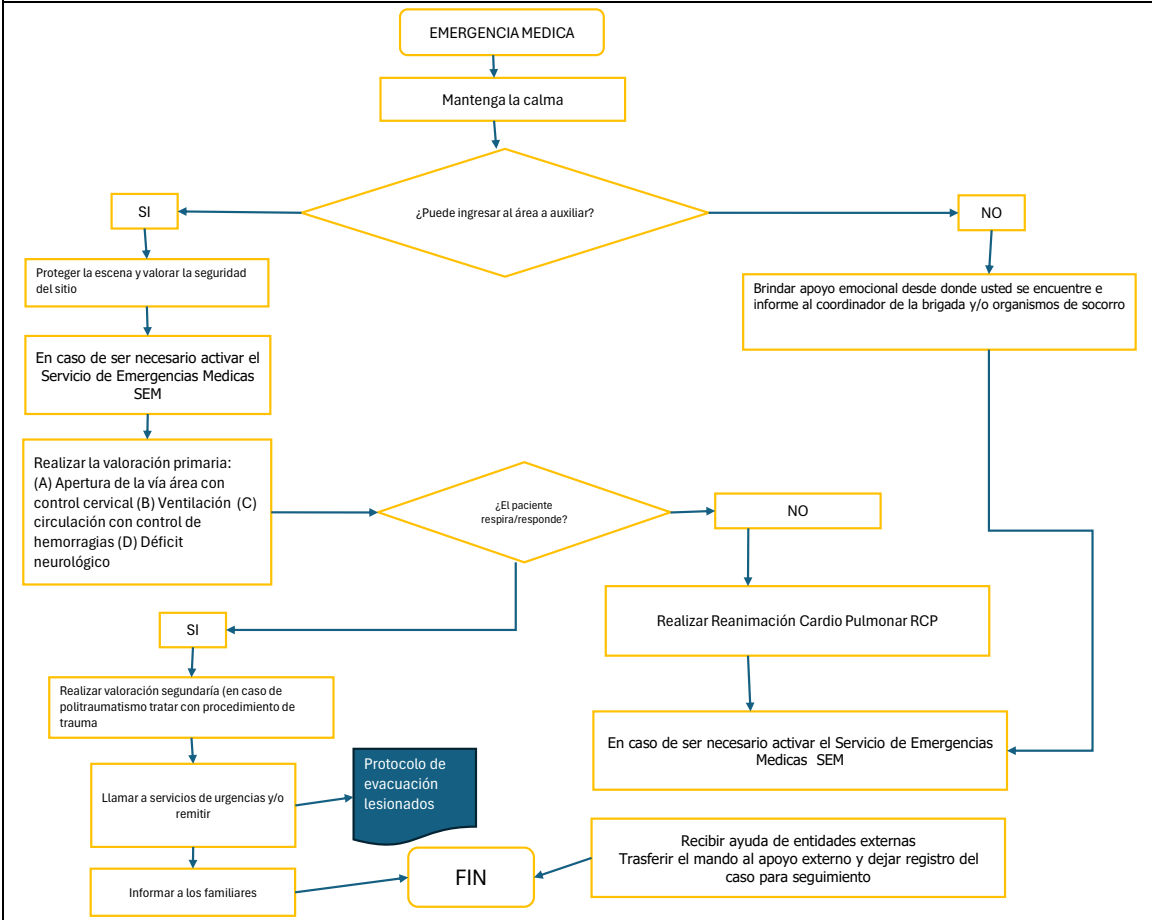 EMERGENCIA MEDICA
Mantenga la calma
¿Puede ingresar al área a auxiliar?
SI
NO
Proteger la escena y valorar la seguridad
del sitio
Brindar apoyo emocional desde donde usted se encuentre e
informe al coordinador de la brigada y/o organismos de socorro
En caso de ser necesario activar el
Servicio de Emergencias Medicas
SEM
Realizar la valoración primaria:
(A) Apertura de la vía área con
control cervical (B) Ventilación (C)
circulación con control de
hemorragias (D) Déficit
neurológico
¿El paciente
respira/responde?
NO
Realizar Reanimación Cardio Pulmonar RCP
SI
Realizar valoración segundaría (en caso de
politraumatismo tratar con procedimiento de
trauma
En caso de ser necesario activar el Servicio de Emergencias
Medicas SEM
Llamar a servicios de urgencias y/o
remitir
Protocolo de
evacuación
lesionados
Recibir ayuda de entidades externas
Trasferir el mando al apoyo externo y dejar registro del
caso para seguimiento
Informar a los familiares
FIN